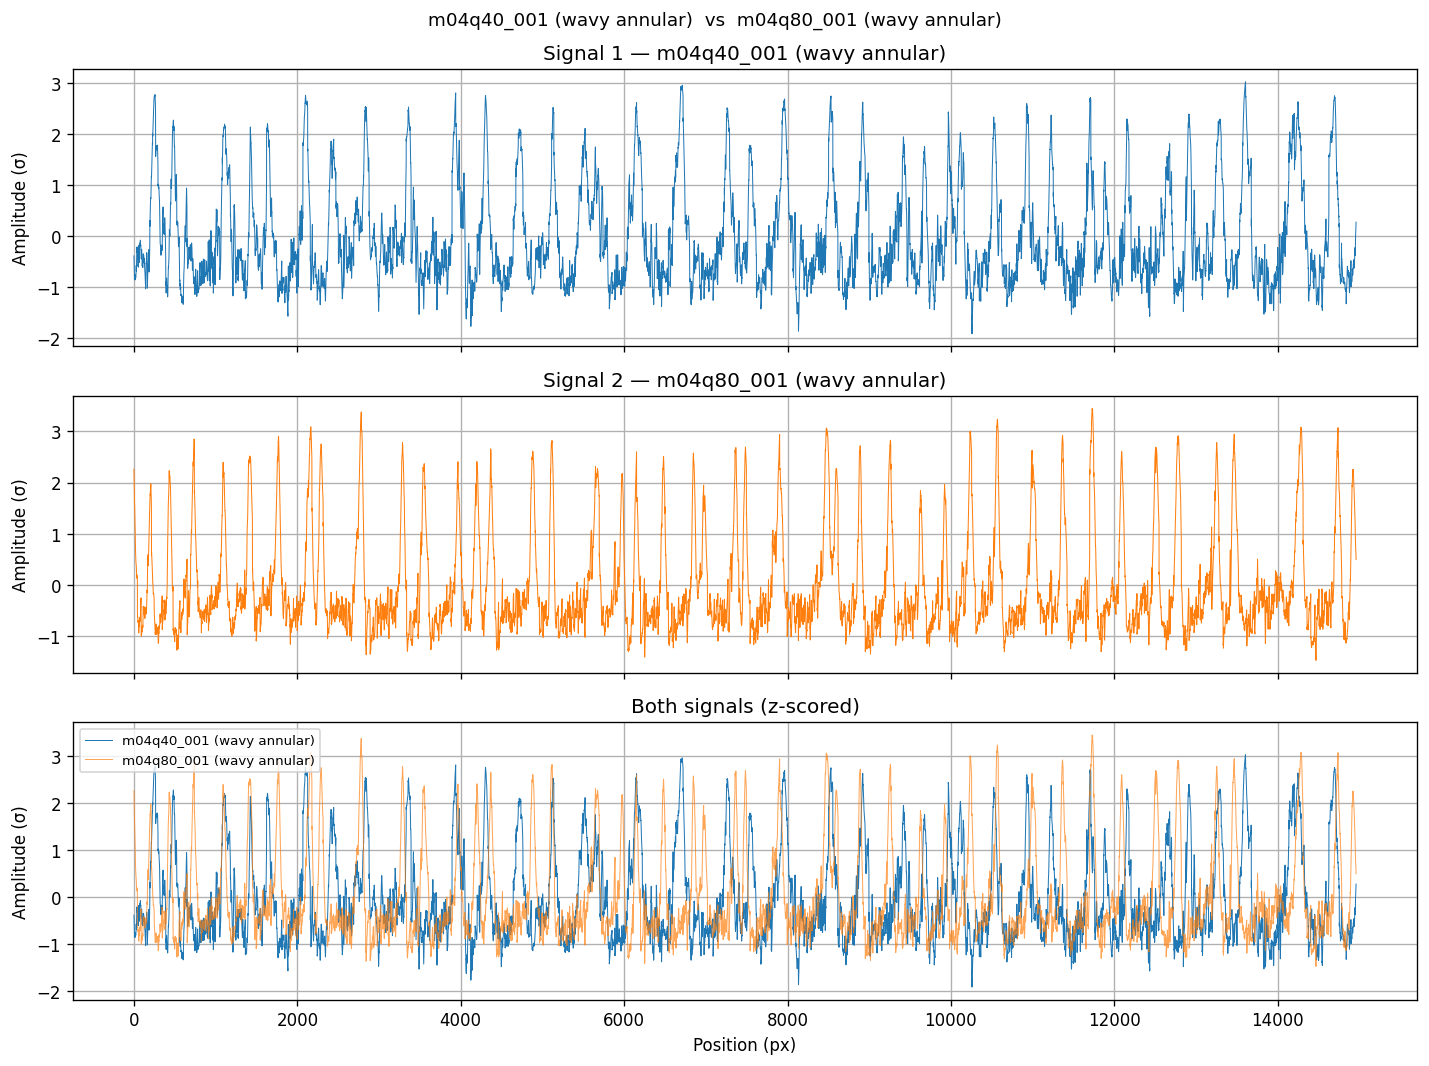 m04q40_001 (wavy annular)  vs  m04q80_001 (wavy annular)
Signal 1 — m04q40_001 (wavy annular)
Amplitude (σ)
3
2
1
0
−1
−2
Signal 2 — m04q80_001 (wavy annular)
Amplitude (σ)
3
2
1
0
−1
Both signals (z-scored)
m04q40_001 (wavy annular)
m04q80_001 (wavy annular)
Amplitude (σ)
3
2
1
0
−1
−2
0 2000 4000 6000 8000 10000 12000 14000
Position (px)